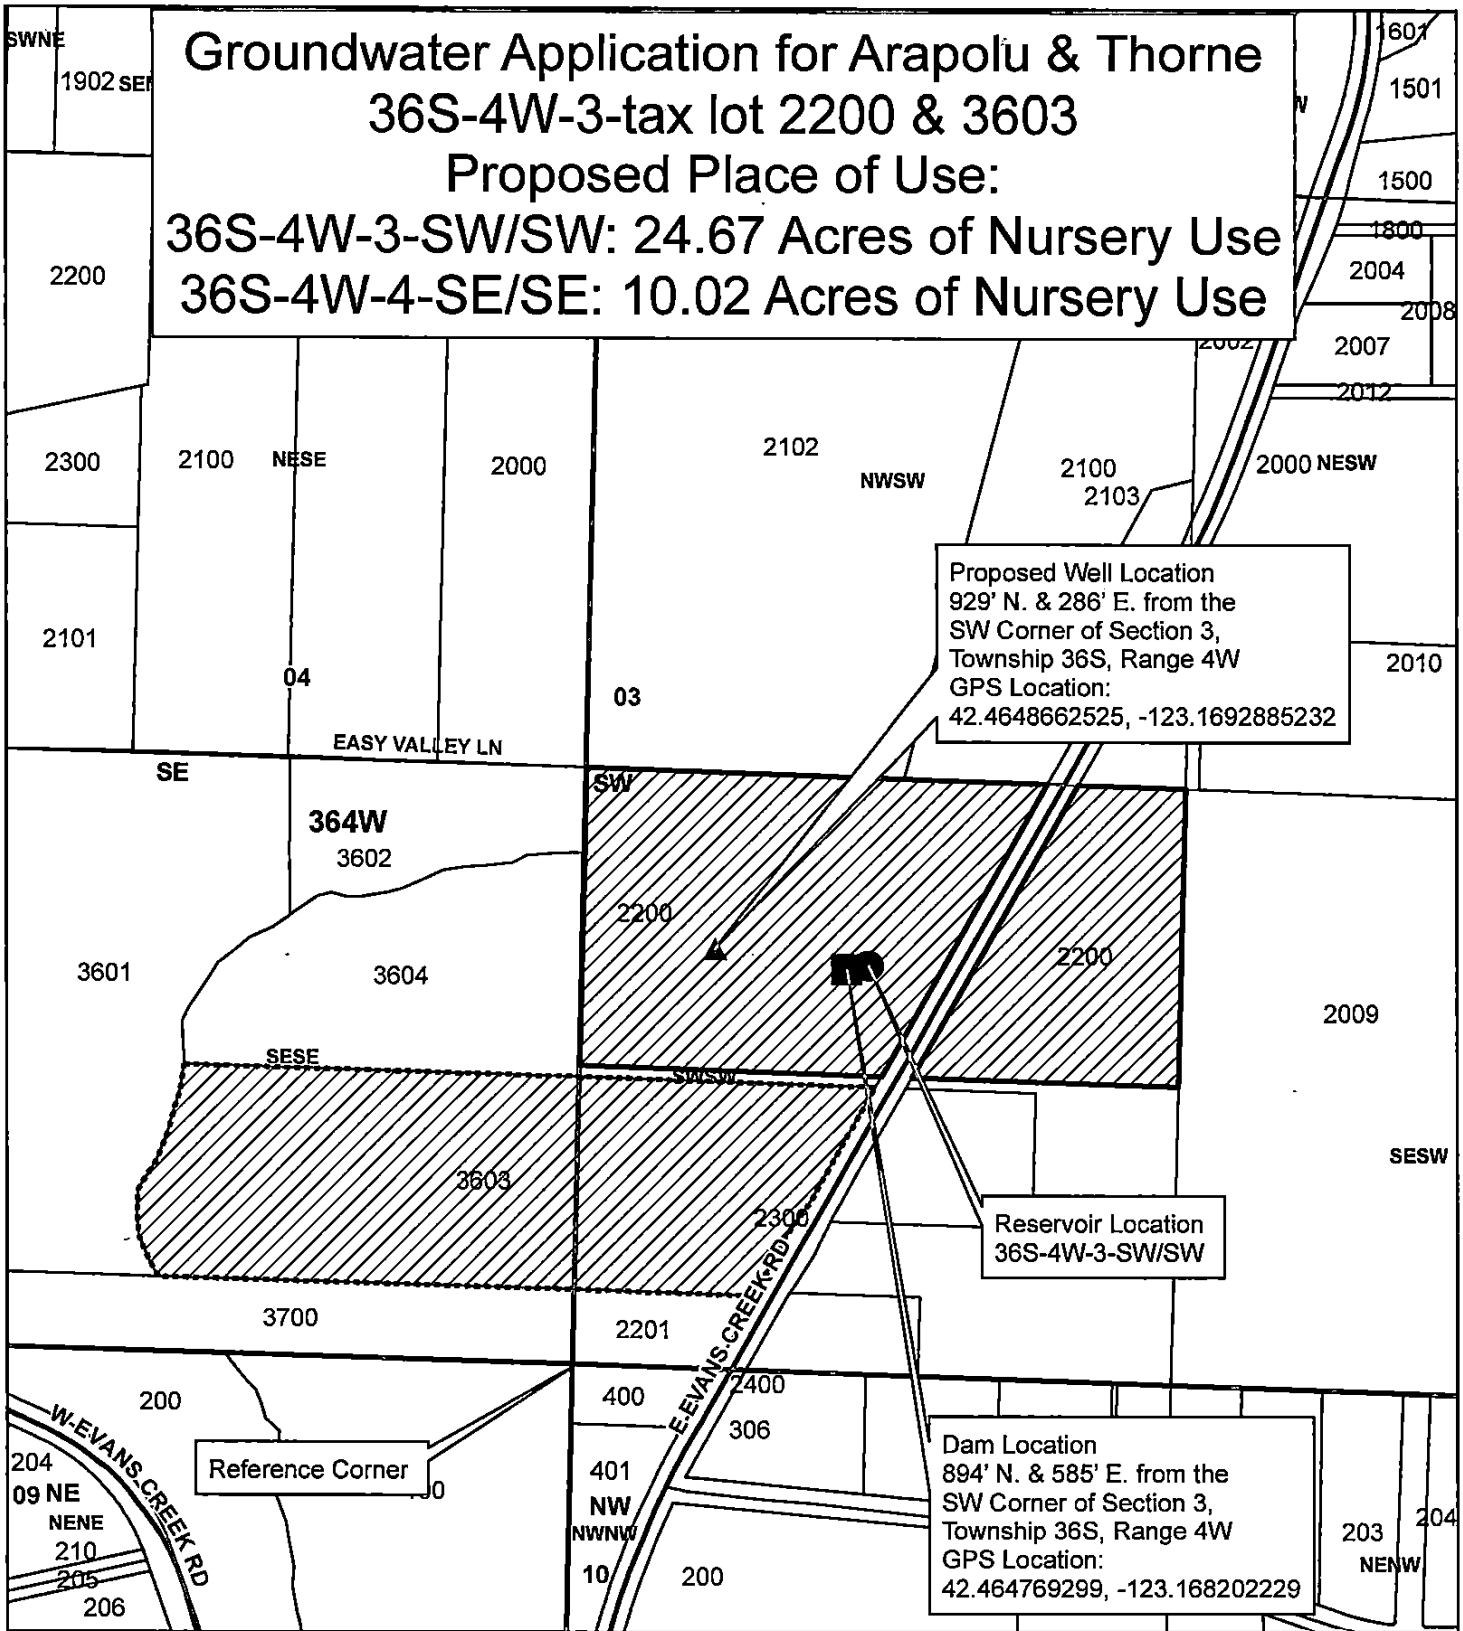 Groundwater Application for Arapolu & Thorne
36S-4W-3-tax lot 2200 & 3603
Proposed Place of Use:
36S-4W-3-SW/SW: 24.67 Acres of Nursery Use
36S-4W-4-SE/SE: 10.02 Acres of Nursery Use
SWNE
1902
1601
1501
1500
1800
2200
2004
2008
2002
2007
2012
2300
2100
NESE
2000
2102
NWSW
2100
2103
2000
NESW
Proposed Well Location
929' N. & 286' E. from the
SW Corner of Section 3,
Township 36S, Range 4W
GPS Location:
42.4648662525, -123.1692885232
2101
04
03
2010
EASY VALLEY LN
SE
SW
364W
3602
2200
2200
3601
3604
2009
SESE
SWSW
SESW
3603
2300
Reservoir Location
36S-4W-3-SW/SW
E EVANS CREEK RD
3700
2201
200
400
2400
306
W EVANS CREEK RD
Reference Corner
204
09 NE
NENE
210
205
206
401
NW
NWNW
10
200
Dam Location
894' N. & 585' E. from the
SW Corner of Section 3,
Township 36S, Range 4W
GPS Location:
42.464769299, -123.168202229
203
204
NENW